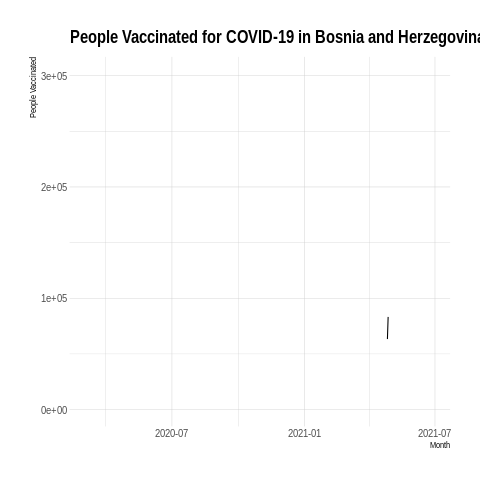 People Vaccinated for COVID-19 in Bosnia and Herzegovina
People Vaccinated
3e+05
2e+05
1e+05
0e+00
2020-07 2021-01 2021-07
Month